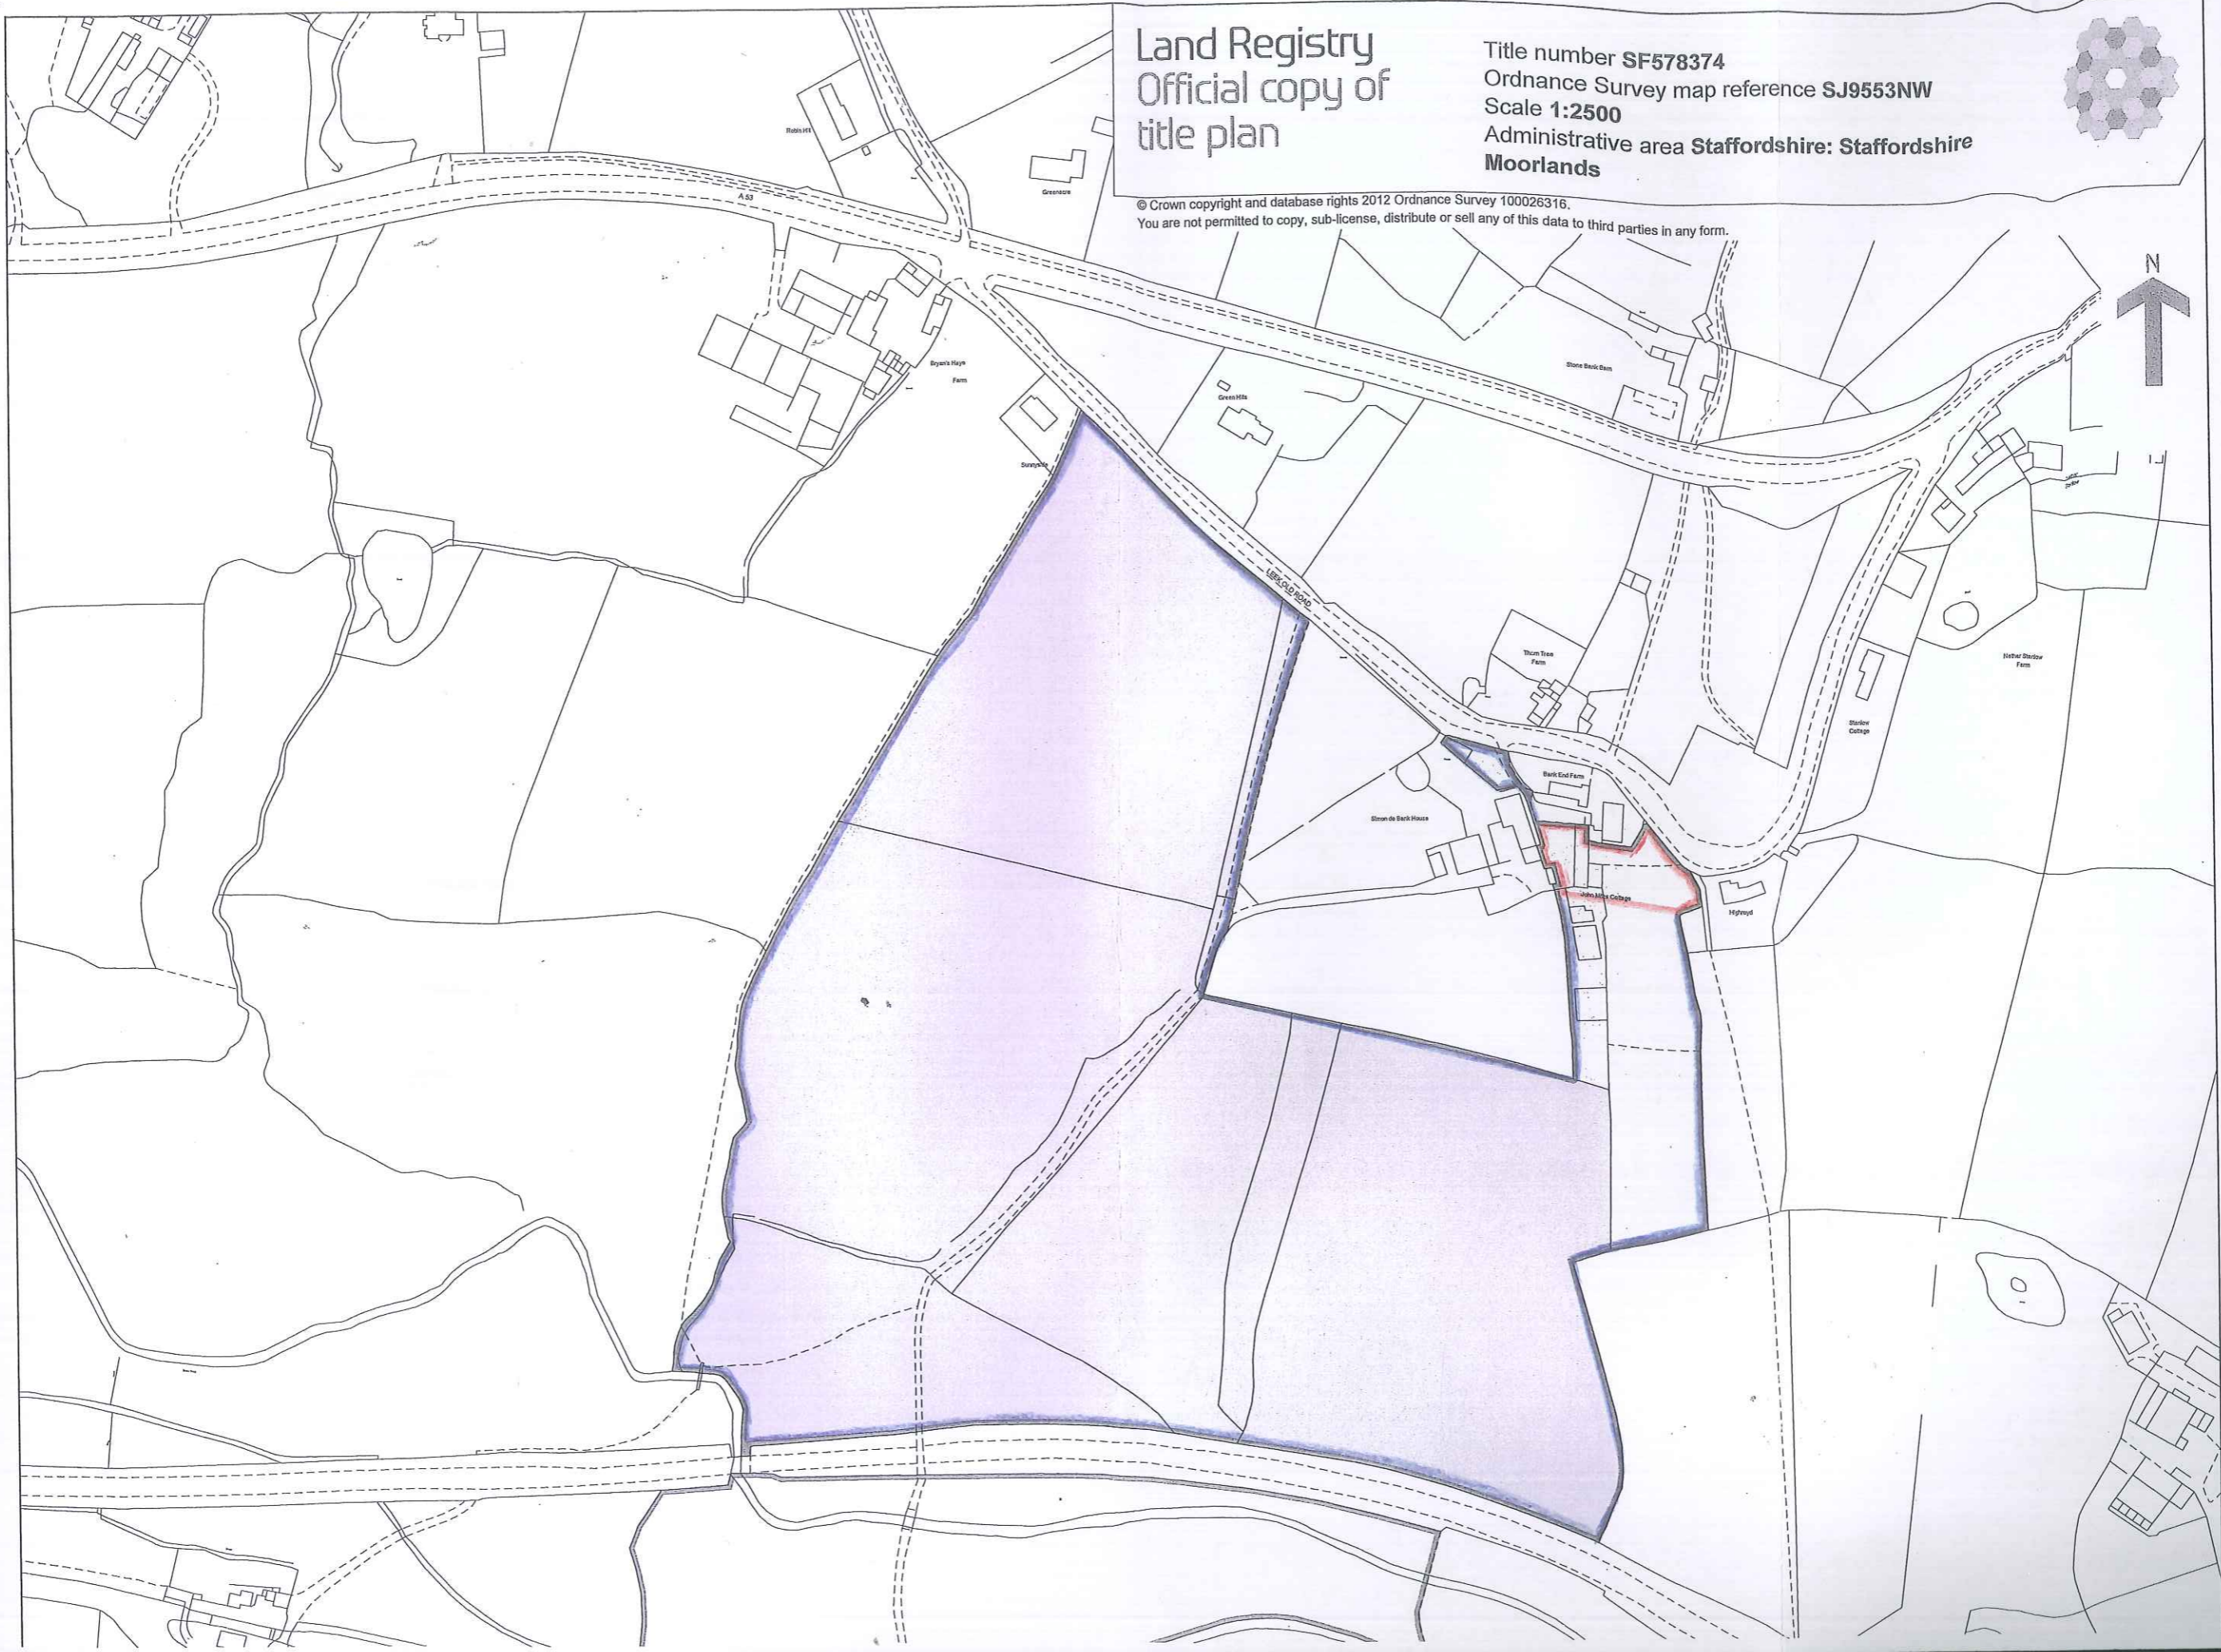 Land Registry
Official copy of
title plan
Title number SF578374
Ordnance Survey map reference SJ9553NW
Scale 1:2500
Administrative area Staffordshire: Staffordshire
Moorlands
© Crown copyright and database rights 2012 Ordnance Survey 100026316.
You are not permitted to copy, sub-license, distribute or sell any of this data to third parties in any form.
N
Greenacre
A 53
Bryan's Hays
Farm
Stone Bank Barn
Green Hills
Sunnyside
LEEK OLD ROAD
Thorn Tree
Farm
Nether Stanlow
Farm
Stanlow
Cottage
Bank End Farm
Bank House
Cottage
Highroyd